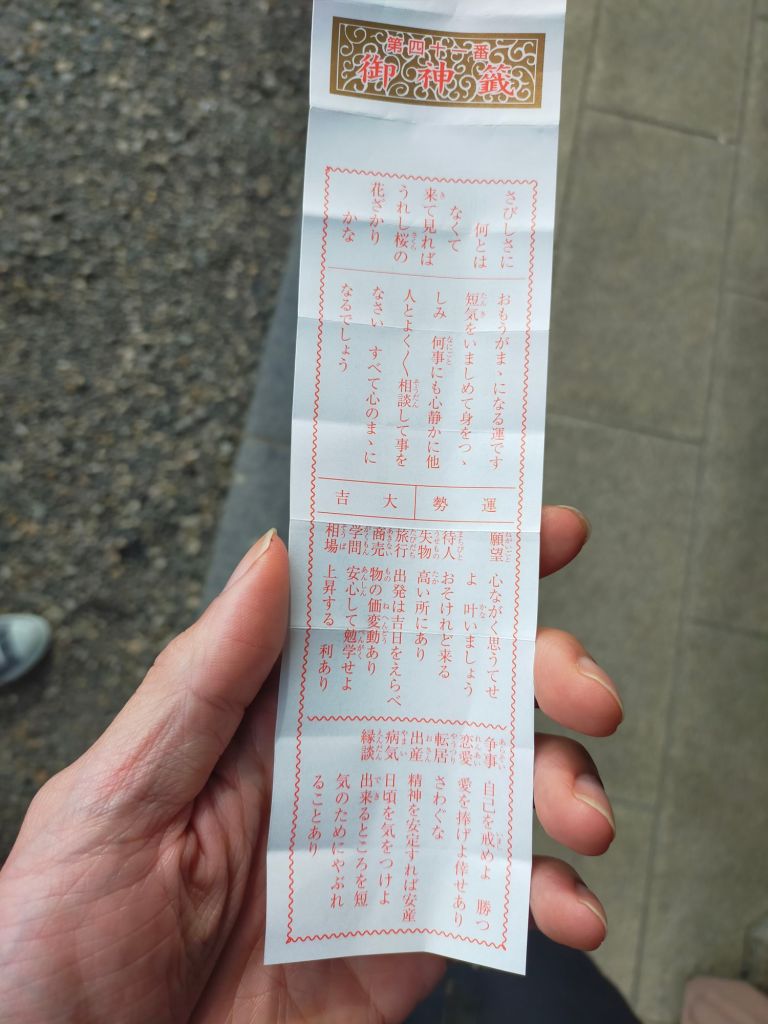 第四十一番
御神籤
さびしさに
何とは
なくて
来て見れば
うれし桜の
花ざかり
かな
おもうがまゝになる運です
短気をいましめて身をつゝ
しみ 何事にも心静かに他
人とよく〱相談して事を
なさい すべて心のまゝに
なるでしょう
運勢 大吉
願望 心ながく思うてせ
よ 叶いましょう
待人 おそけれど来る
失物 高い所にあり
旅行 出発は吉日をえらべ
商売 物の価変動あり
学問 安心して勉学せよ
相場 上昇する 利あり
争事 自己を戒めよ 勝つ
恋愛 愛を捧げよ倖せあり
転居 さわぐな
出産 精神を安定すれば安産
病気 日頃を気をつけよ
縁談 出来るところを短
気のためにやぶれ
ることあり